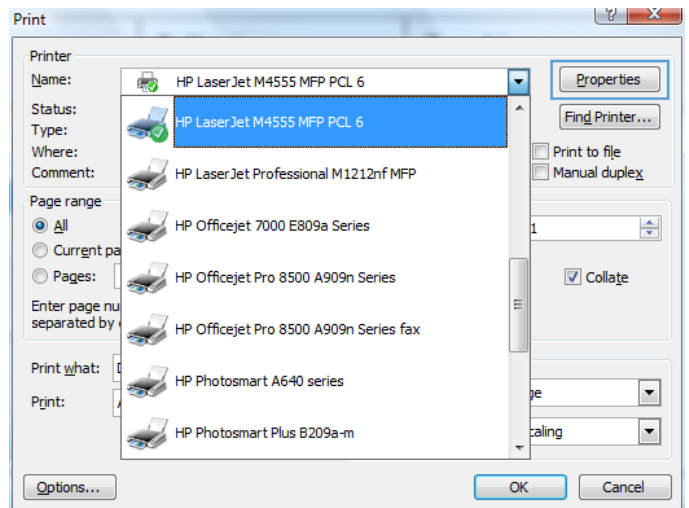 Print
Printer
Name:
HP LaserJet M4555 MFP PCL 6
Properties
Status:
HP LaserJet M4555 MFP PCL 6
Find Printer...
Type:
Where:
Print to file
Comment:
HP LaserJet Professional M1212nf MFP
Manual duplex
Page range
All
HP Officejet 7000 E809a Series
1
Current pa
Pages:
HP Officejet Pro 8500 A909n Series
Collate
Enter page nu
separated by
HP Officejet Pro 8500 A909n Series fax
Print what:
HP Photosmart A640 series
ge
Print:
HP Photosmart Plus B209a-m
caling
Options...
OK
Cancel